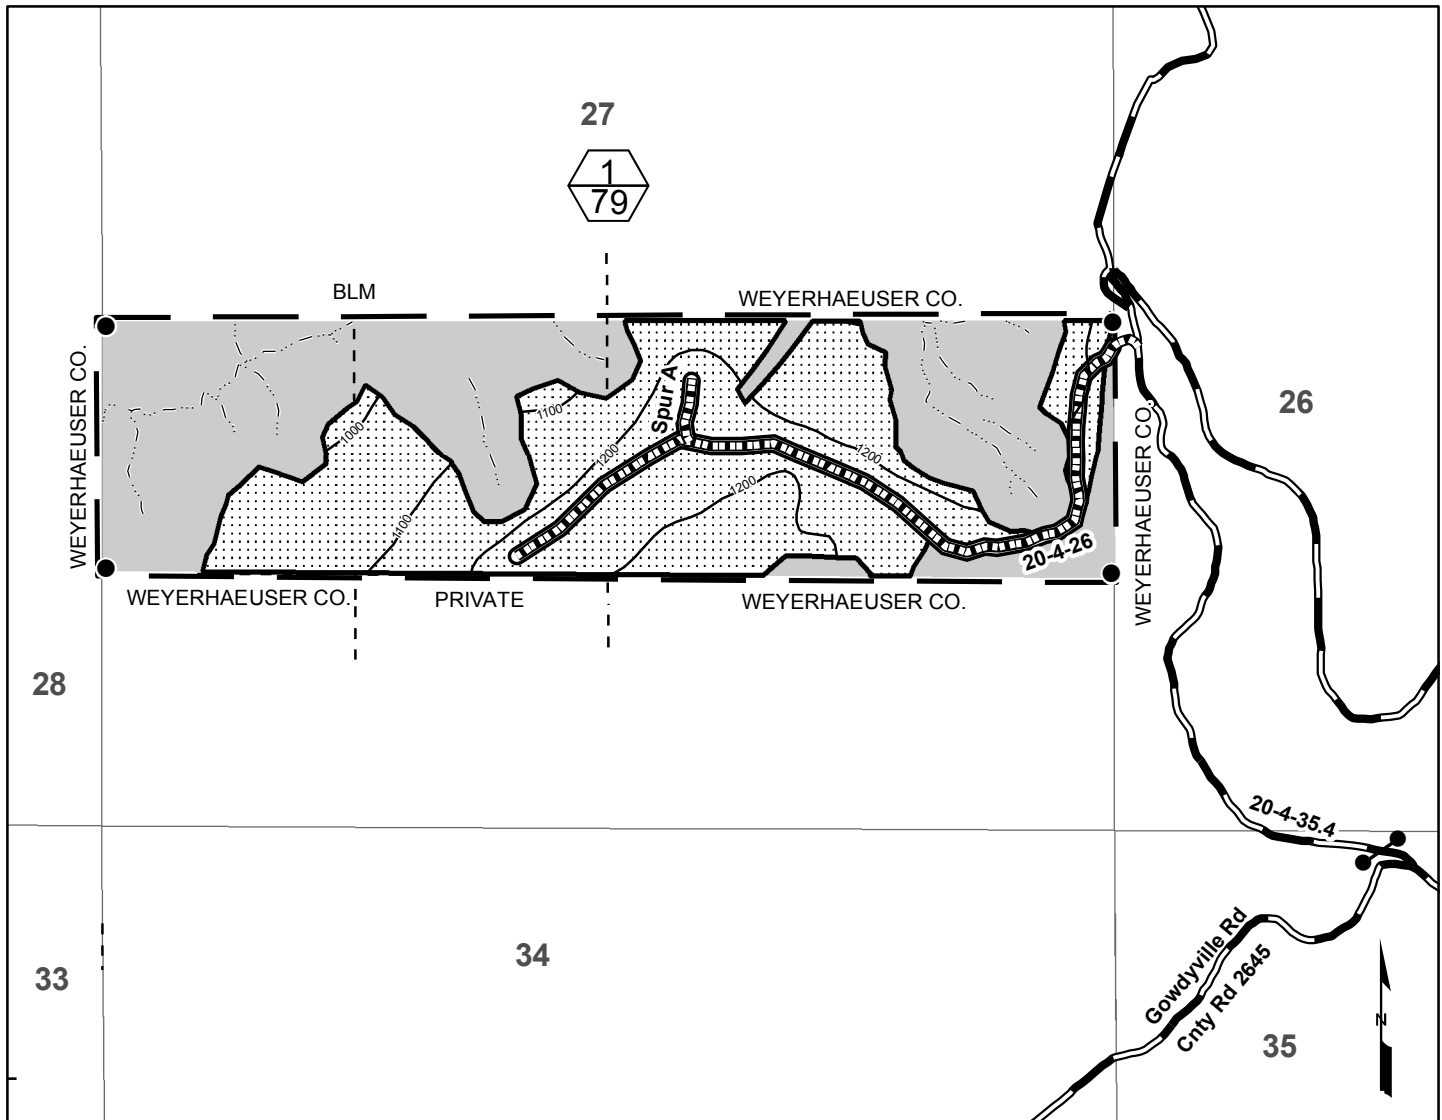 27
1
79
BLM
WEYERHAEUSER CO.
WEYERHAEUSER CO.
Spur A
1000
1100
1100
1200
1200
1200
26
WEYERHAEUSER CO.
20-4-26
WEYERHAEUSER CO.
PRIVATE
WEYERHAEUSER CO.
28
20-4-35.4
33
34
Gowdyville Rd
Cnty Rd 2645
35
N